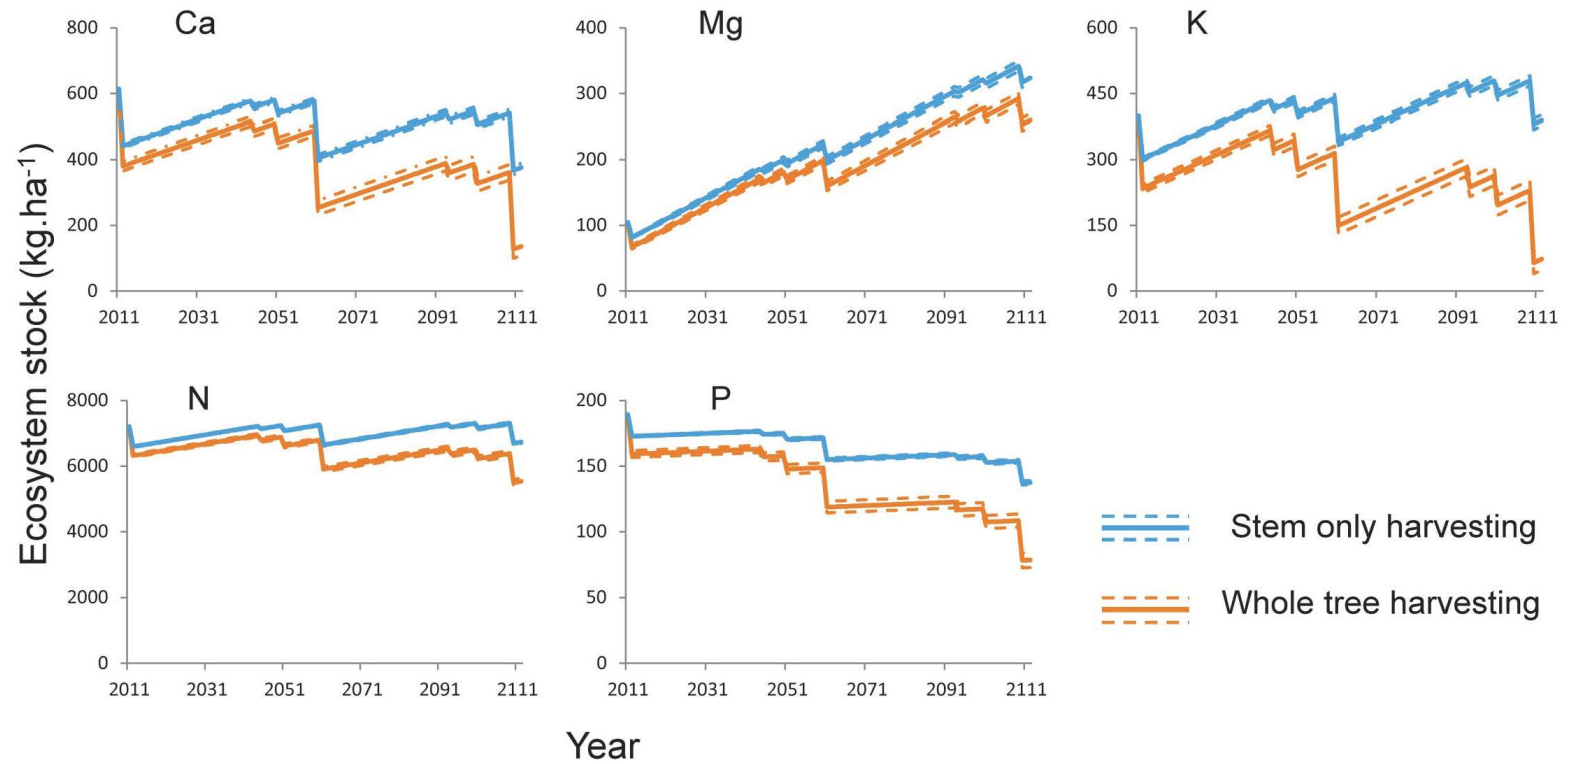 Ca
800
600
400
200
0
2011 2031 2051 2071 2091 2111
Mg
400
300
200
100
0
2011 2031 2051 2071 2091 2111
K
600
450
300
150
0
2011 2031 2051 2071 2091 2111
Ecosystem stock (kg.ha-1)
N
8000
6000
4000
2000
0
2011 2031 2051 2071 2091 2111
P
200
150
100
50
0
2011 2031 2051 2071 2091 2111
Stem only harvesting
Whole tree harvesting
Year